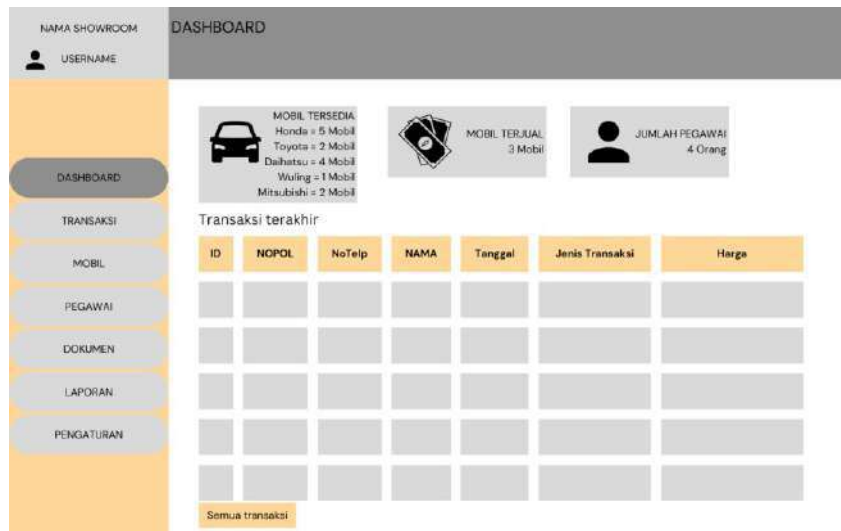 NAMA SHOWROOM
USERNAME
DASHBOARD
DASHBOARD
TRANSAKSI
MOBIL
PEGAWAI
DOKUMEN
LAPORAN
PENGATURAN
MOBIL TERSEDIA
Honda = 5 Mobil
Toyota = 2 Mobil
Daihatsu = 4 Mobil
Wuling = 1 Mobil
Mitsubishi = 2 Mobil
MOBIL TERJUAL
3 Mobil
JUMLAH PEGAWAI
4 Orang
Transaksi terakhir
ID NOPOL NoTelp NAMA Tanggal Jenis Transaksi Harga
Semua transaksi